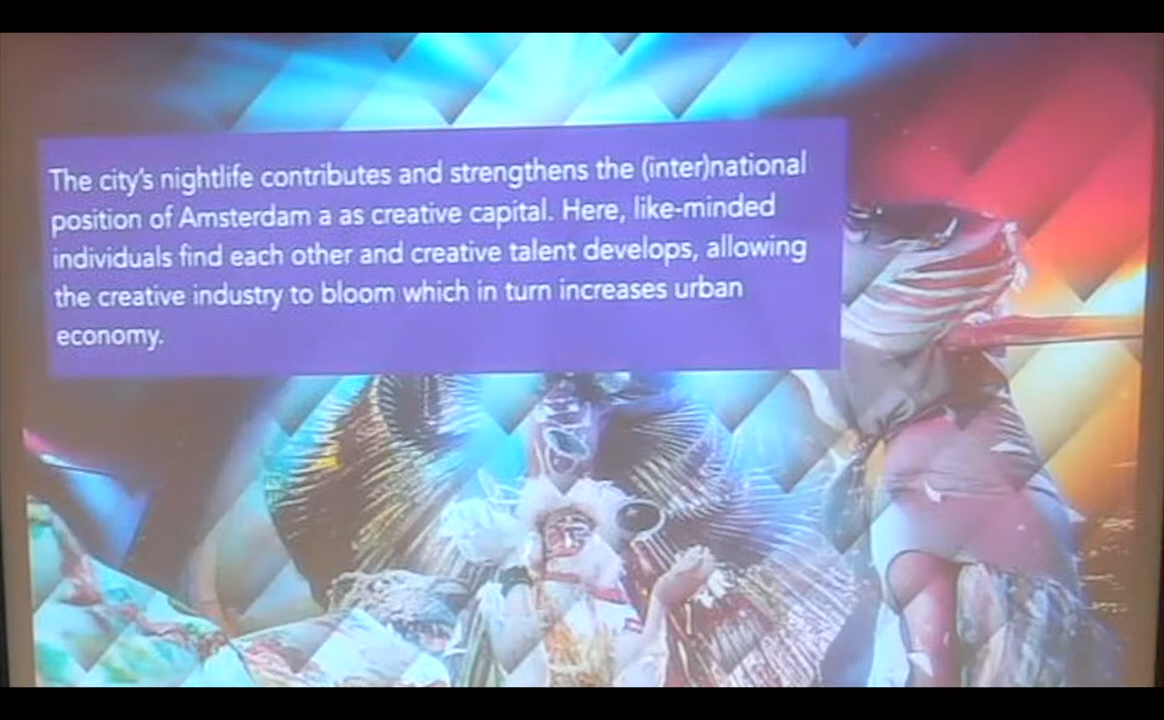 The city's nightlife contributes and strengthens the (inter)national
position of Amsterdam a as creative capital. Here, like-minded
individuals find each other and creative talent develops, allowing
the creative industry to bloom which in turn increases urban
economy.